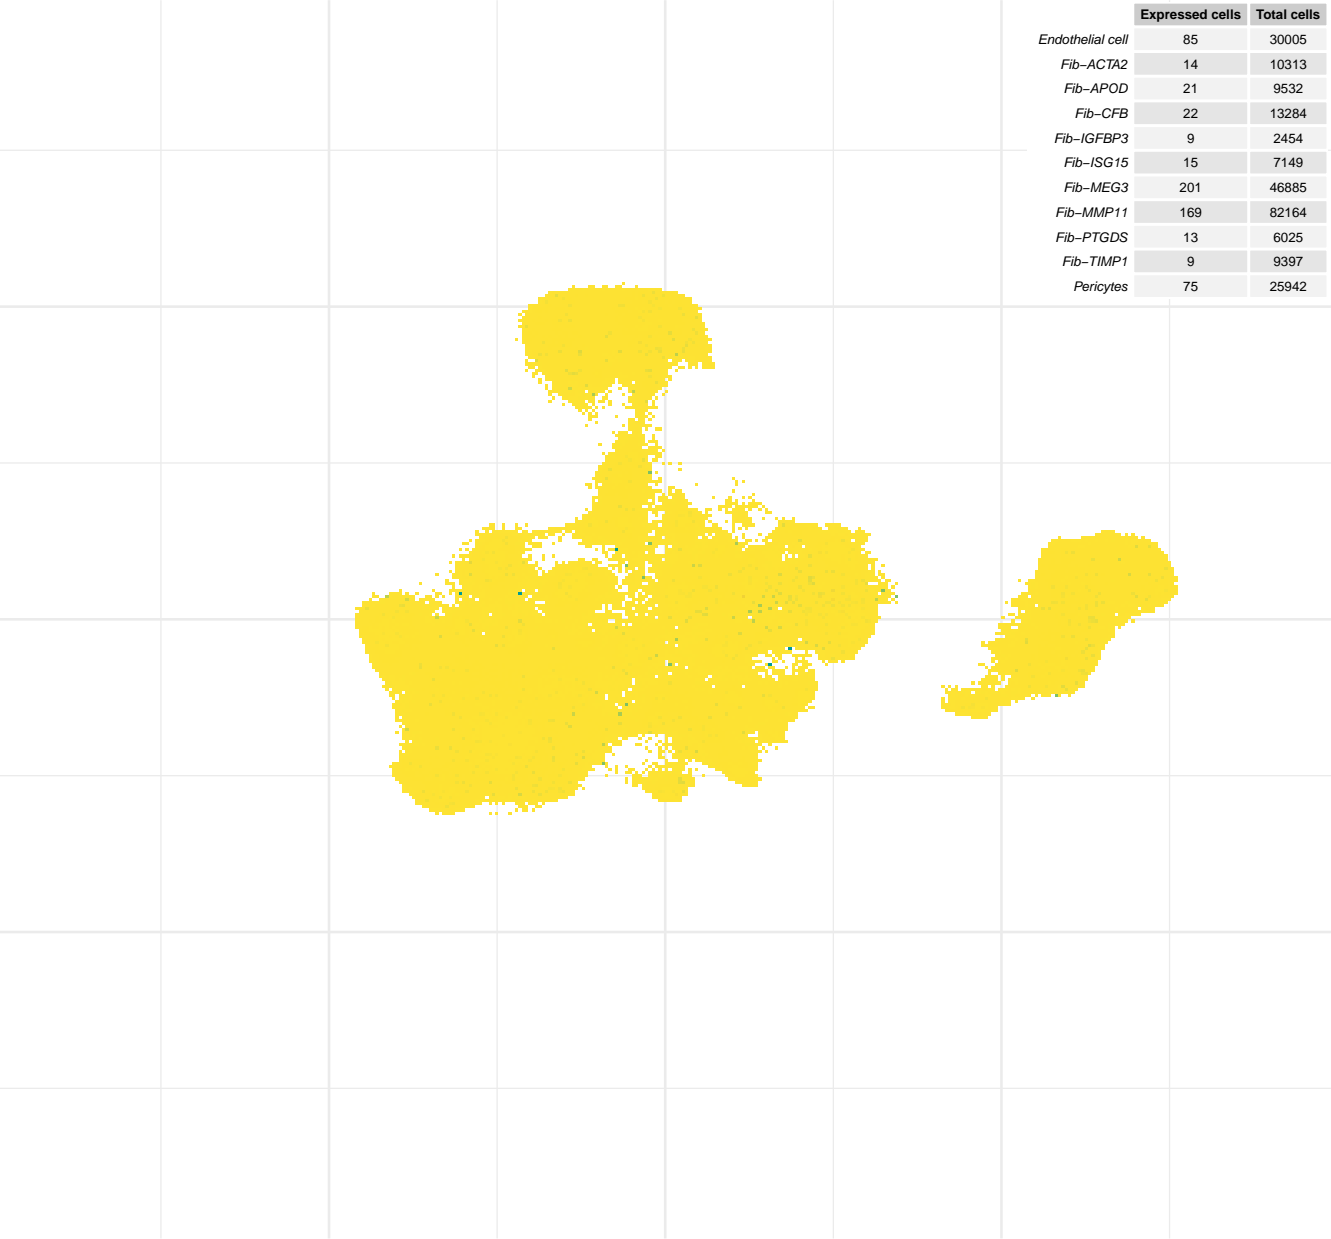 Expressed cells Total cells
Endothelial cell 85 30005
Fib−ACTA2 14 10313
Fib−APOD 21 9532
Fib−CFB 22 13284
Fib−IGFBP3 9 2454
Fib−ISG15 15 7149
Fib−MEG3 201 46885
Fib−MMP11 169 82164
Fib−PTGDS 13 6025
Fib−TIMP1 9 9397
Pericytes 75 25942